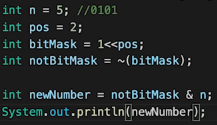 int n = 5; //0101
int pos = 2;
int bitMask = 1<<pos;
int notBitMask = ~(bitMask);
int newNumber = notBitMask & n;
System.out.println(newNumber);